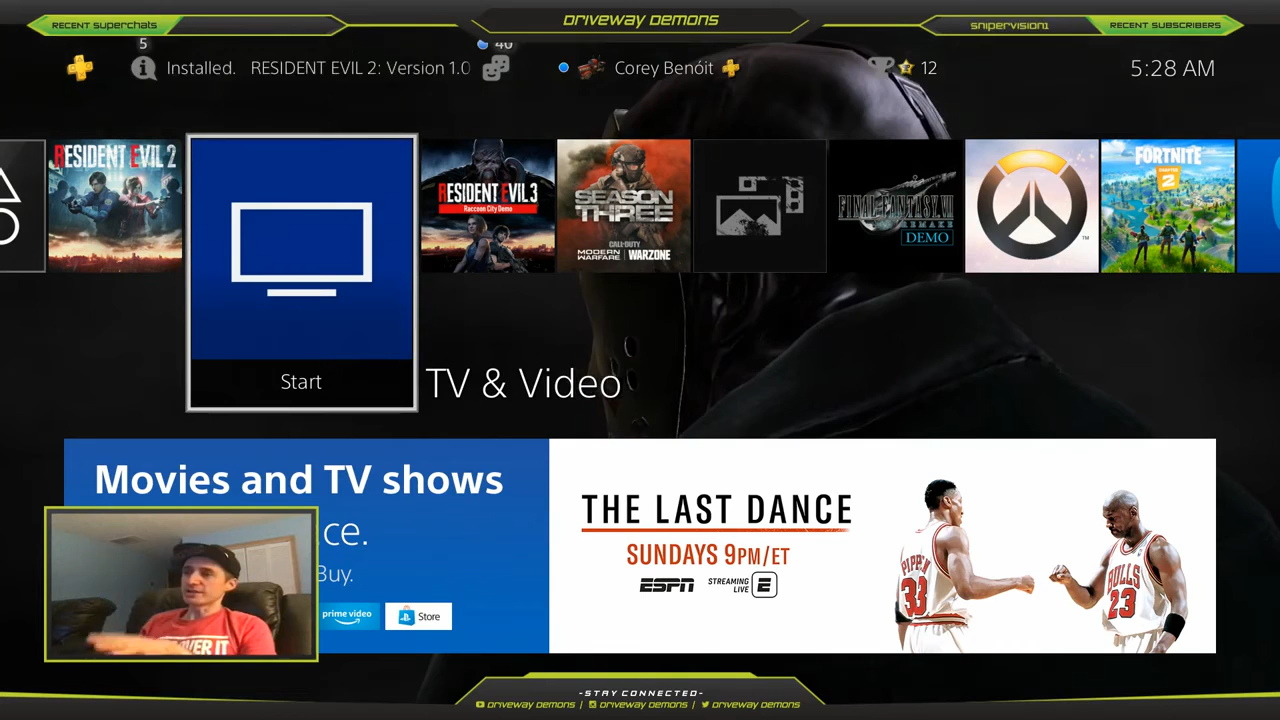 RECENT SUPERCHATS
DRIVEWAY DEMONS
SNIPERVISION1
RECENT SUBSCRIBERS
5
40
Installed. RESIDENT EVIL 2: Version 1.0
Corey Benóit
12
5:28 AM
RESIDENT EVIL 2
RESIDENT EVIL 3
Raccoon City Demo
SEASON
THREE
CALL OF DUTY
MODERN WARFARE | WARZONE
FINAL FANTASY VII
REMAKE
DEMO
FORTNITE
CHAPTER
2
Start
TV & Video
Movies and TV shows
ce.
Buy.
prime video
Store
THE LAST DANCE
SUNDAYS 9PM/ET
ESPN
STREAMING
LIVE
E
PIPPEN
33
BULLS
23
VER IT
-STAY CONNECTED-
DRIVEWAY DEMONS | DRIVEWAY DEMONS | DRIVEWAY DEMONS